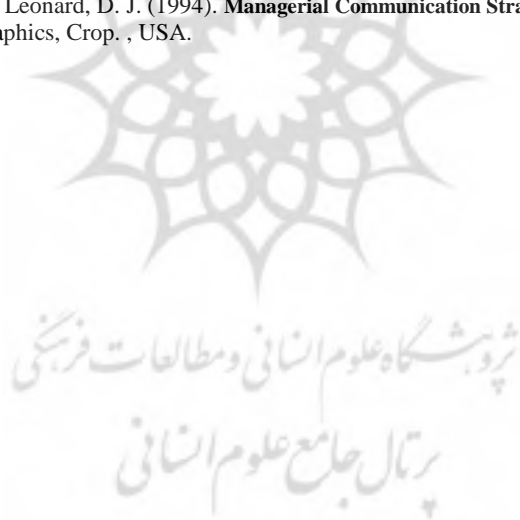 Leonard, D. J. (1994). Managerial Communication Stra
aphics, Crop. , USA.
پژوهشگاه علوم انسانی و مطالعات فرهنگی
پرتال جامع علوم انسانی